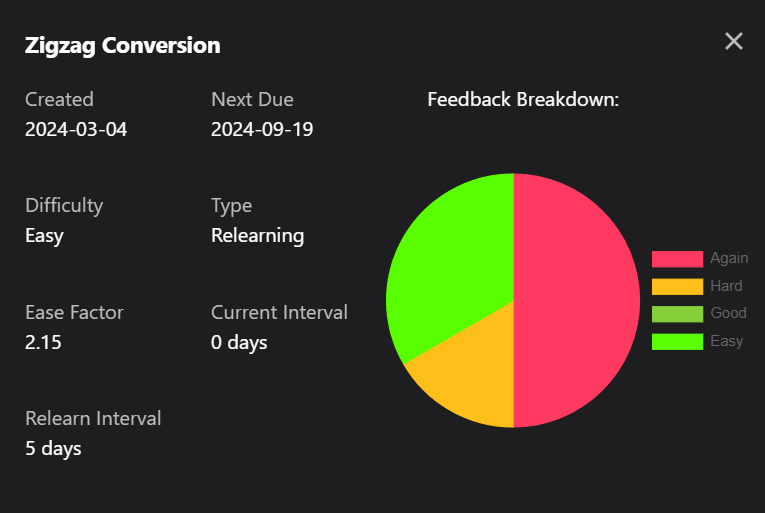 Zigzag Conversion
Created
2024-03-04
Next Due
2024-09-19
Feedback Breakdown:
Difficulty
Easy
Type
Relearning
Ease Factor
2.15
Current Interval
0 days
Relearn Interval
5 days
Again
Hard
Good
Easy